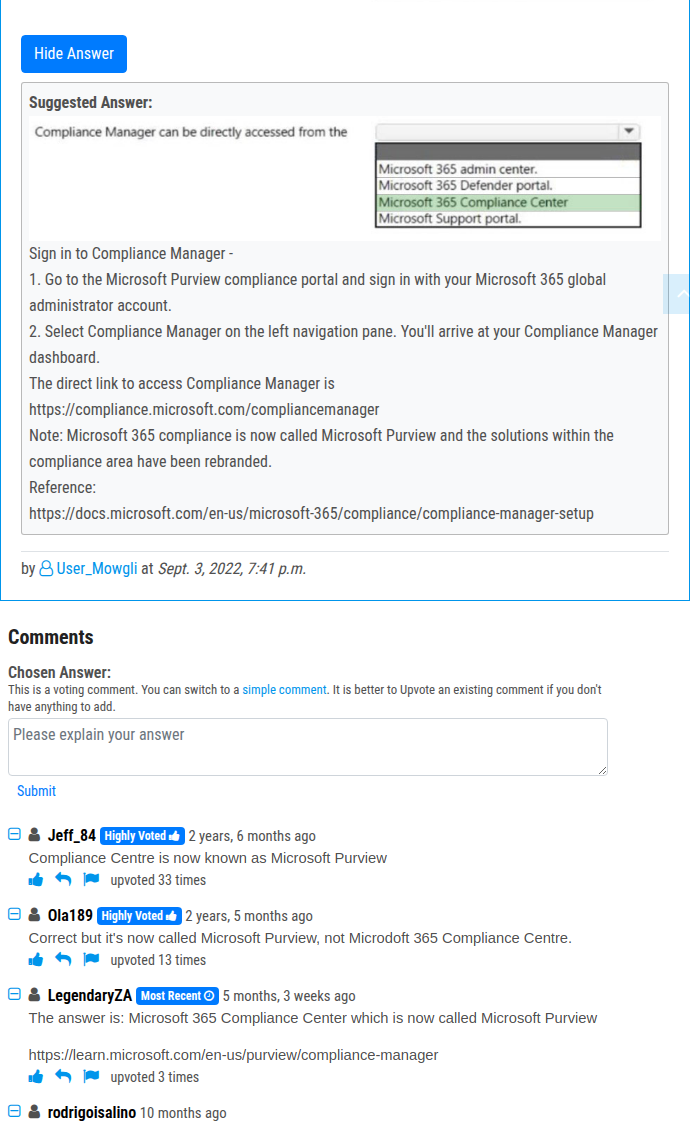 Hide Answer
Suggested Answer:
Compliance Manager can be directly accessed from the
Microsoft 365 admin center.
Microsoft 365 Defender portal.
Microsoft 365 Compliance Center
Microsoft Support portal.
Sign in to Compliance Manager -
1. Go to the Microsoft Purview compliance portal and sign in with your Microsoft 365 global
administrator account.
2. Select Compliance Manager on the left navigation pane. You'll arrive at your Compliance Manager
dashboard.
The direct link to access Compliance Manager is
https://compliance.microsoft.com/compliancemanager
Note: Microsoft 365 compliance is now called Microsoft Purview and the solutions within the
compliance area have been rebranded.
Reference:
https://docs.microsoft.com/en-us/microsoft-365/compliance/compliance-manager-setup
by User_Mowgli at Sept. 3, 2022, 7:41 p.m.
Comments
Chosen Answer:
This is a voting comment. You can switch to a simple comment. It is better to Upvote an existing comment if you don't
have anything to add.
Please explain your answer
Submit
Jeff_84 Highly Voted 2 years, 6 months ago
Compliance Centre is now known as Microsoft Purview
upvoted 33 times
Ola189 Highly Voted 2 years, 5 months ago
Correct but it's now called Microsoft Purview, not Microdoft 365 Compliance Centre.
upvoted 13 times
LegendaryZA Most Recent 5 months, 3 weeks ago
The answer is: Microsoft 365 Compliance Center which is now called Microsoft Purview
https://learn.microsoft.com/en-us/purview/compliance-manager
upvoted 3 times
rodrigoisalino 10 months ago